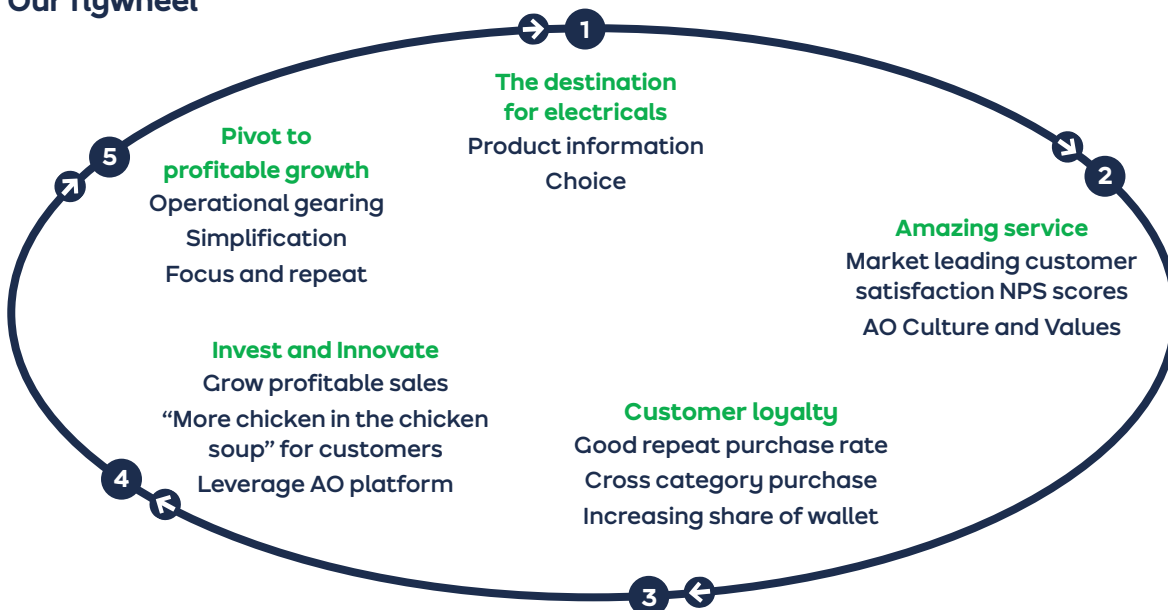 Our flywheel
1
The destination
for electricals
Product information
Choice
2
Amazing service
Market leading customer
satisfaction NPS scores
AO Culture and Values
3
Customer loyalty
Good repeat purchase rate
Cross category purchase
Increasing share of wallet
4
Invest and Innovate
Grow profitable sales
“More chicken in the chicken
soup” for customers
Leverage AO platform
5
Pivot to
profitable growth
Operational gearing
Simplification
Focus and repeat